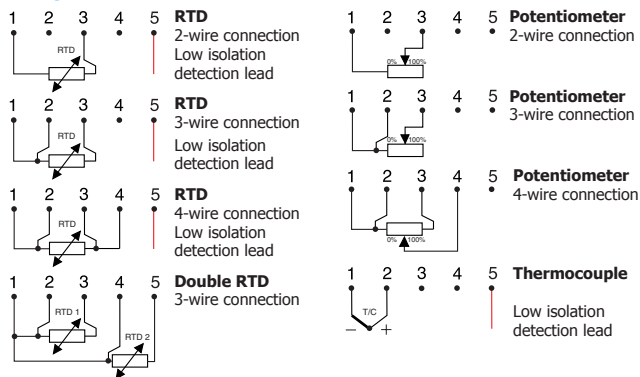 1 2 3 4 5
RTD
2-wire connection
Low isolation
detection lead
RTD
1 2 3 4 5
RTD
3-wire connection
Low isolation
detection lead
RTD
1 2 3 4 5
RTD
4-wire connection
Low isolation
detection lead
RTD
1 2 3 4 5
Double RTD
3-wire connection
RTD 1
RTD 2
1 2 3 4 5
Potentiometer
2-wire connection
0% 100%
1 2 3 4 5
Potentiometer
3-wire connection
0% 100%
1 2 3 4 5
Potentiometer
4-wire connection
0% 100%
1 2 3 4 5
Thermocouple
Low isolation
detection lead
T/C
− +